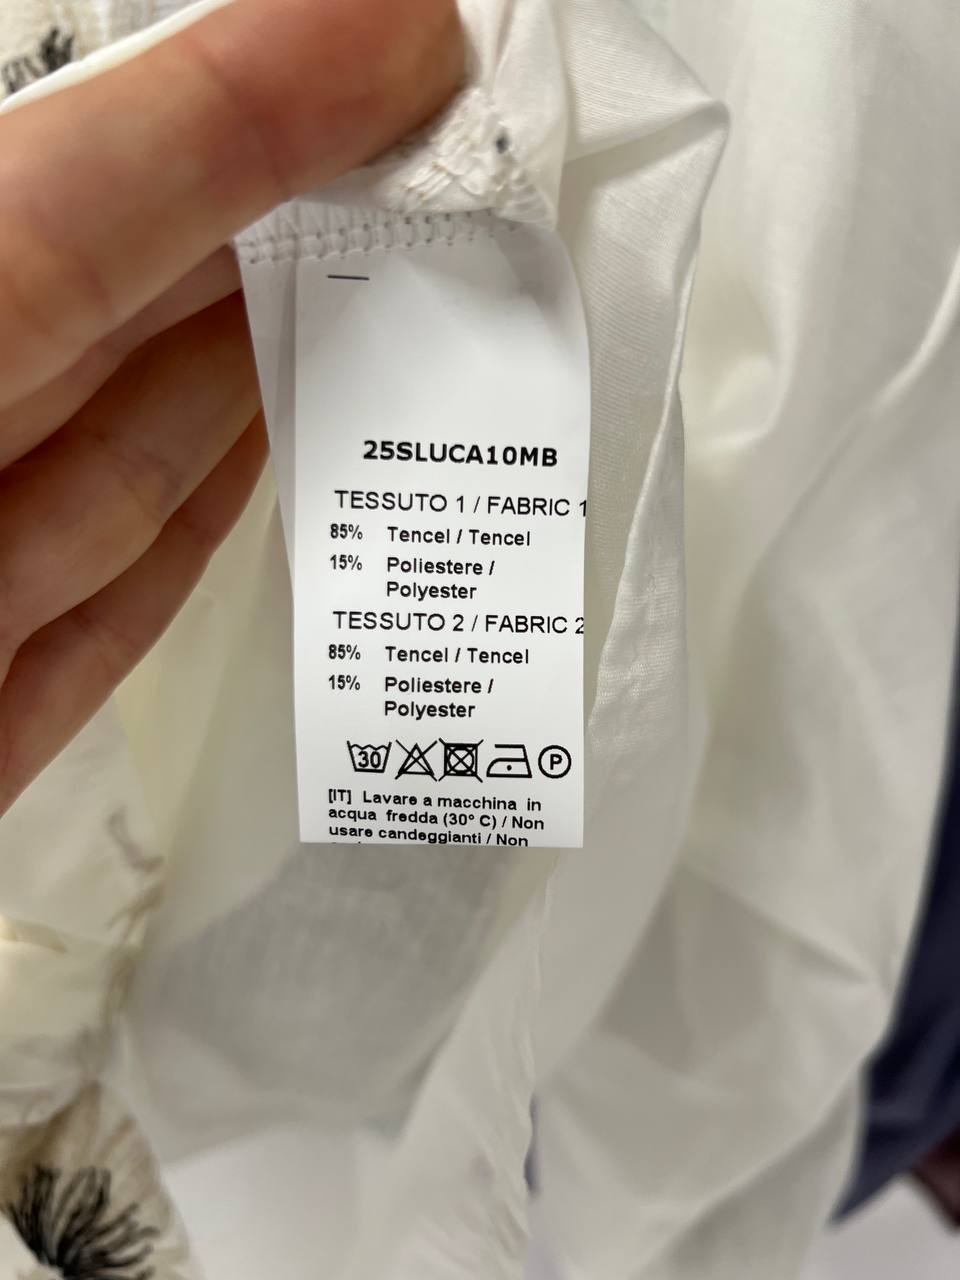 25SLUCA10MB
TESSUTO 1 / FABRIC 1
85% Tencel / Tencel
15% Poliestere /
Polyester
TESSUTO 2 / FABRIC 2
85% Tencel / Tencel
15% Poliestere /
Polyester
30 P
[IT] Lavare a macchina in
acqua fredda (30° C) / Non
usare candeggianti / Non